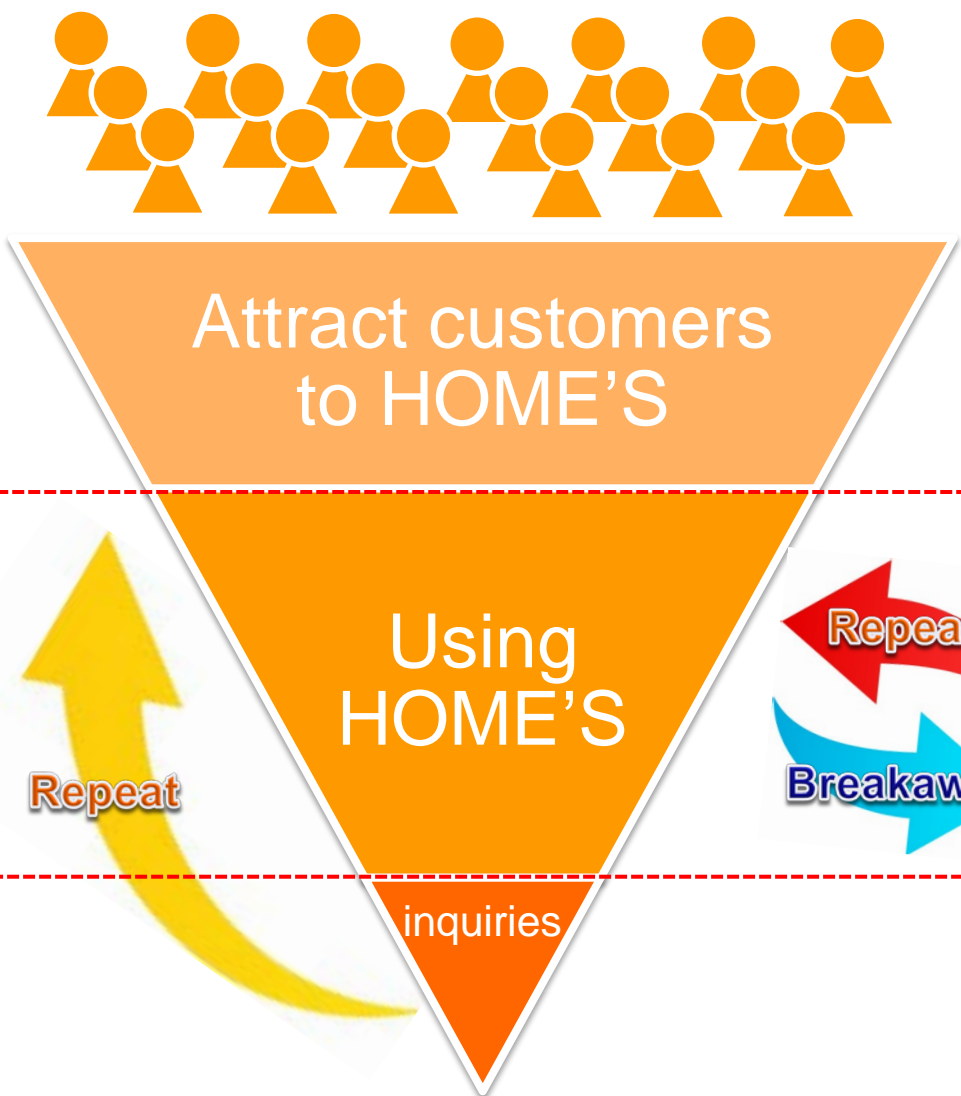 Attract customers
to HOME’S
Using
HOME’S
Repea
Breakaw
Repeat
inquiries